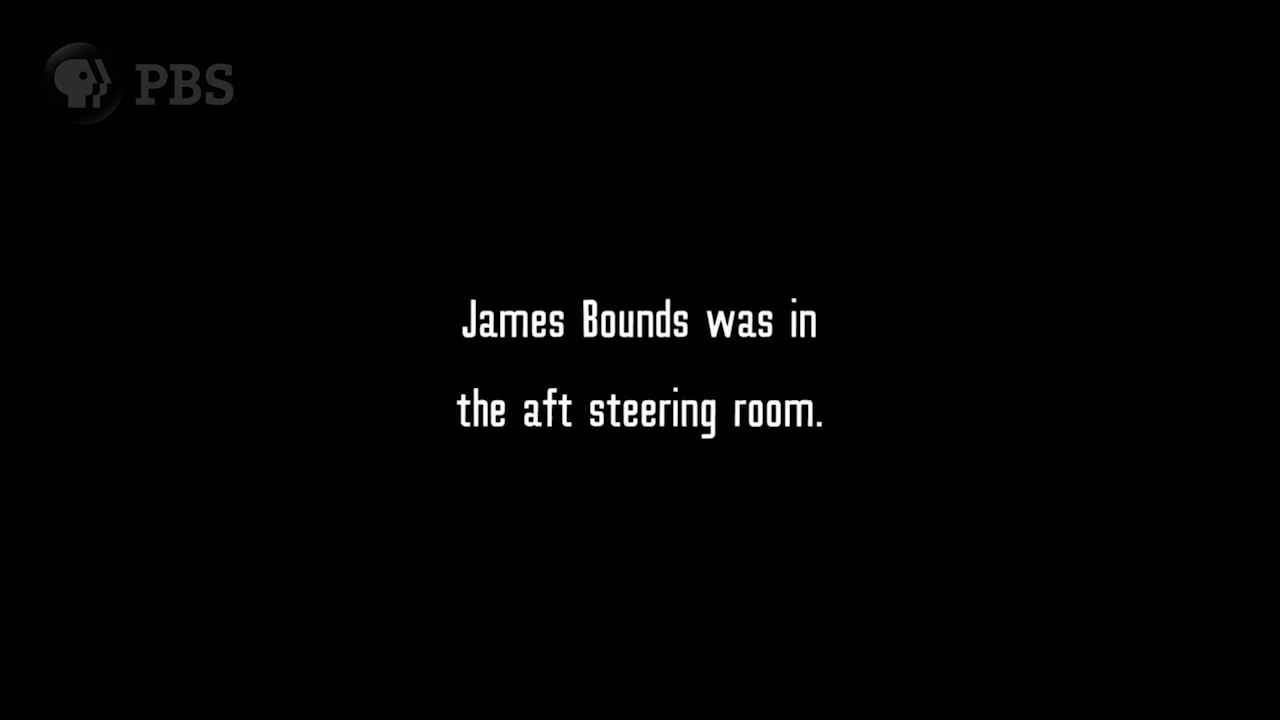 PBS
James Bounds was in
the aft steering room.